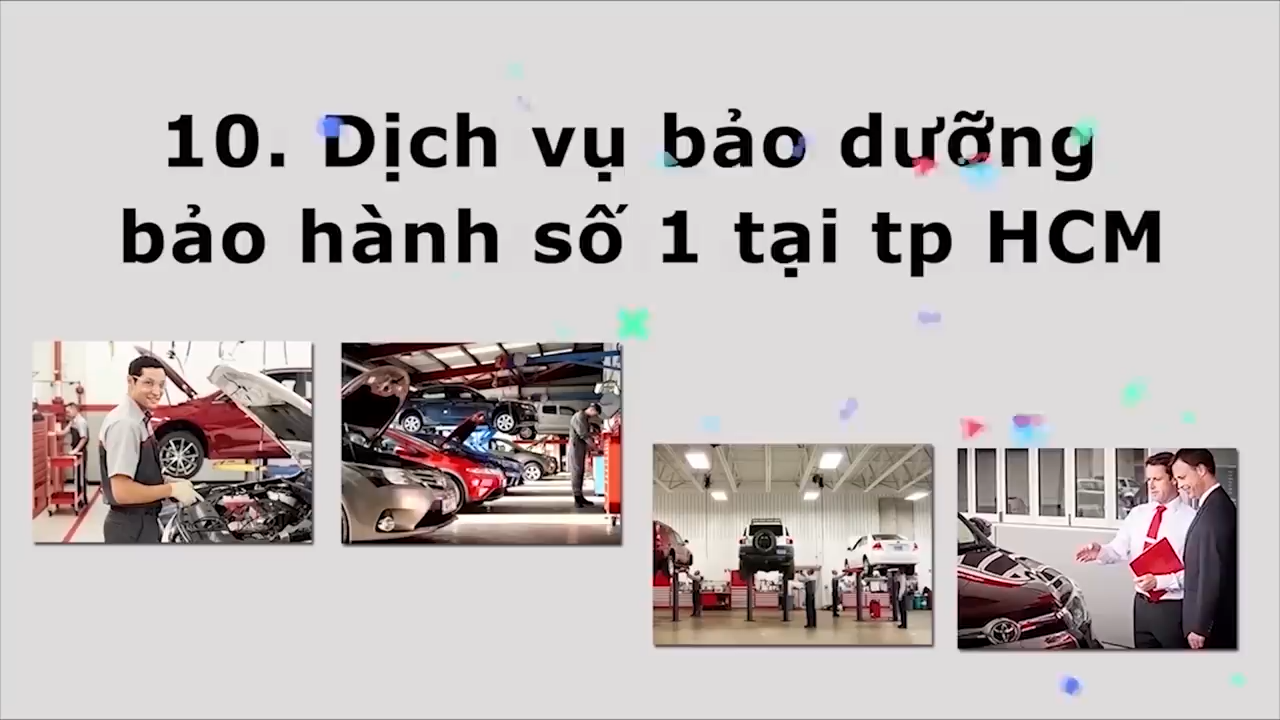 10. Dịch vụ bảo dưỡng
bảo hành số 1 tại tp HCM